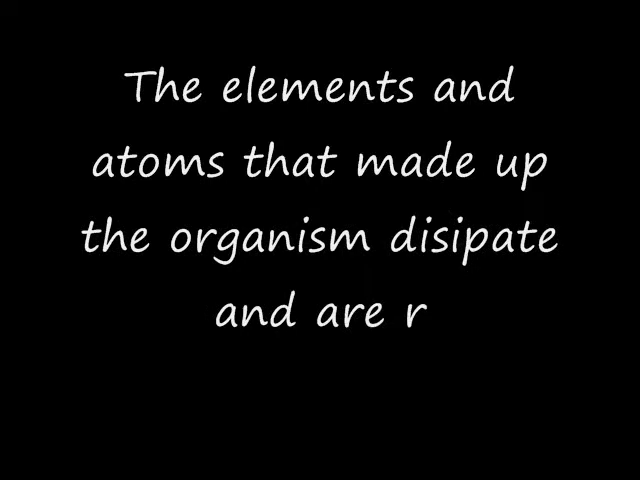 The elements and
atoms that made up
the organism disipate
and are r